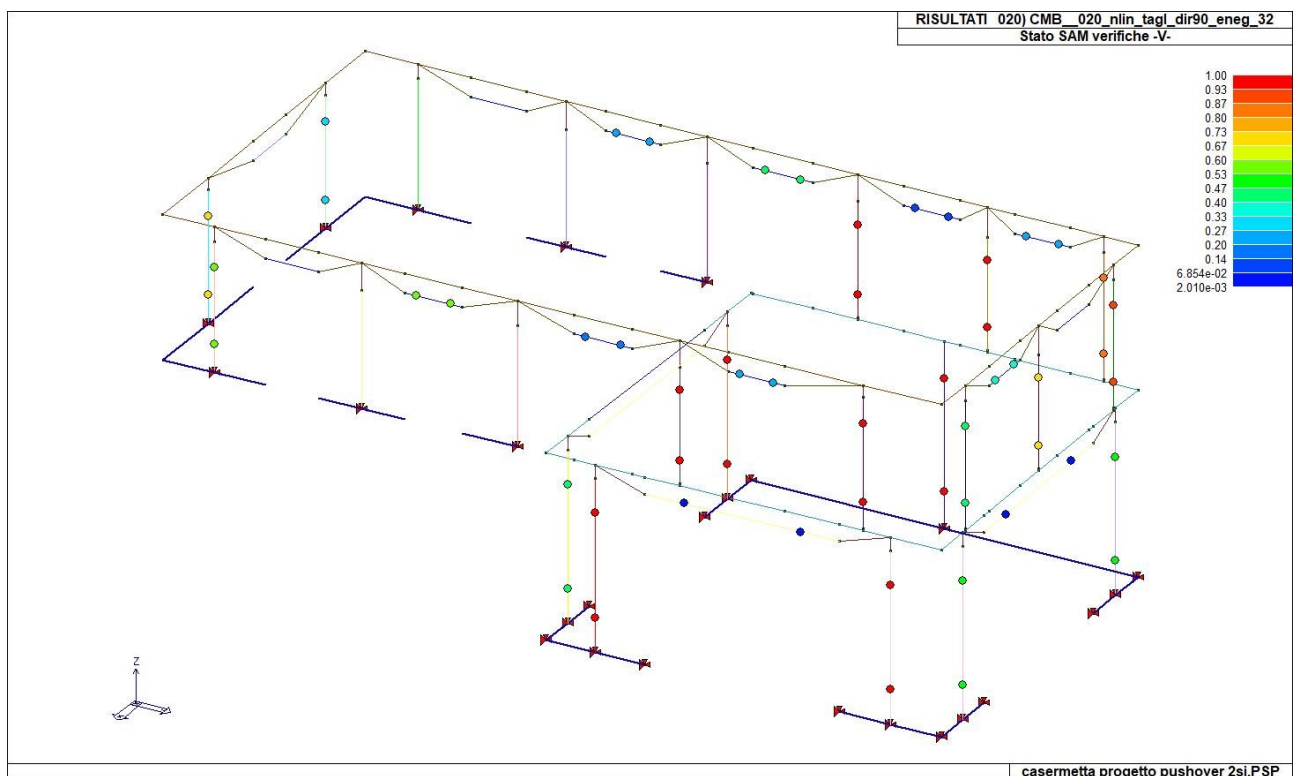 RISULTATI 020) CMB__020_nlin_tagl_dir90_eneg_32
Stato SAM verifiche -V-
1.00
0.93
0.87
0.80
0.73
0.67
0.60
0.53
0.47
0.40
0.33
0.27
0.20
0.14
6.854e-02
2.010e-03
Z
casermetta progetto pushover 2si.PSP